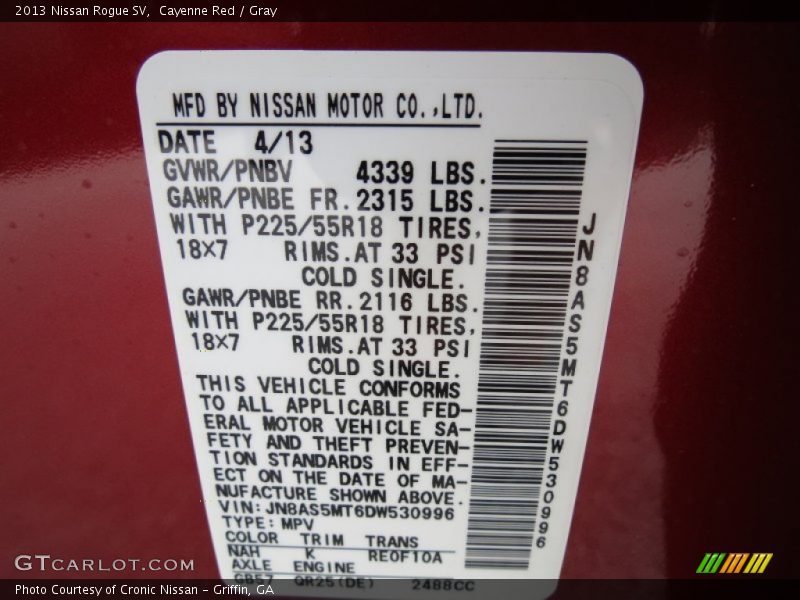 2013 Nissan Rogue SV, Cayenne Red / Gray
MFD BY NISSAN MOTOR CO.,LTD.
DATE 4/13
GVWR/PNBV 4339 LBS.
GAWR/PNBE FR. 2315 LBS.
WITH P225/55R18 TIRES,
18X7 RIMS.AT 33 PSI
COLD SINGLE.
GAWR/PNBE RR. 2116 LBS.
WITH P225/55R18 TIRES,
18X7 RIMS.AT 33 PSI
COLD SINGLE.
THIS VEHICLE CONFORMS
TO ALL APPLICABLE FED-
ERAL MOTOR VEHICLE SA-
FETY AND THEFT PREVEN-
TION STANDARDS IN EFF-
ECT ON THE DATE OF MA-
NUFACTURE SHOWN ABOVE.
VIN:JN8AS5MT6DW530996
TYPE:MPV
COLOR TRIM TRANS
NAH K RE0F10A
AXLE ENGINE
GB57 QR25(DE) 2488CC
JN8AS5MT6DW530996
GTCARLOT.COM
Photo Courtesy of Cronic Nissan - Griffin, GA